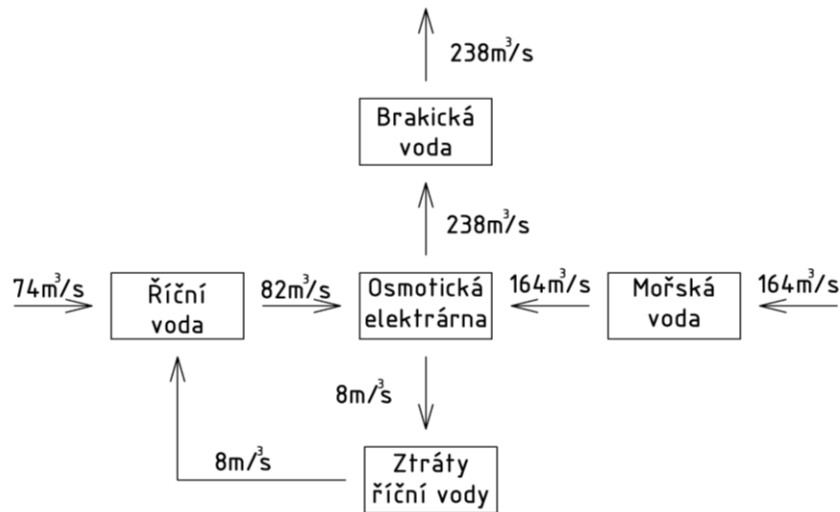 238m³/s
Brakická
voda
238m³/s
74m³/s
Říční
voda
82m³/s
Osmotická
elektrárna
164m³/s
Mořská
voda
164m³/s
8m³/s
8m³/s
Ztráty
říční vody